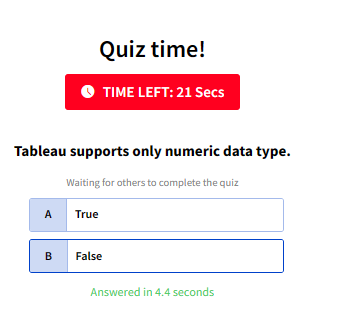 Quiz time!
TIME LEFT: 21 Secs
Tableau supports only numeric data type.
Waiting for others to complete the quiz
A True
B False
Answered in 4.4 seconds